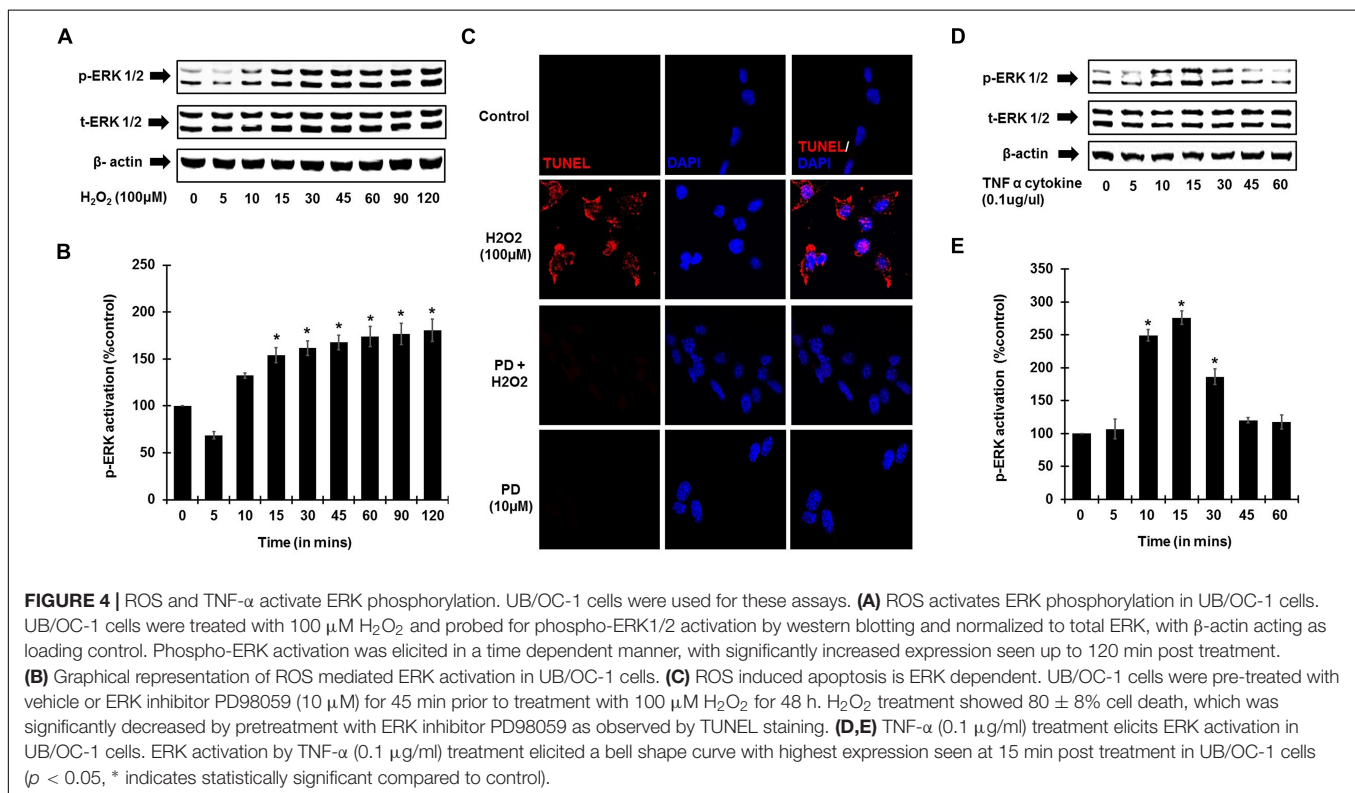 A
p-ERK 1/2
t-ERK 1/2
β- actin
H₂O₂ (100µM) 0 5 10 15 30 45 60 90 120
B
p-ERK activation (%control)
250
200
150
100
50
0
* * * * * *
0 5 10 15 30 45 60 90 120
Time (in mins)
C
Control
TUNEL DAPI TUNEL/
DAPI
H2O2
(100µM)
PD +
H2O2
PD
(10µM)
D
p-ERK 1/2
t-ERK 1/2
β-actin
TNF α cytokine
(0.1ug/ul)
0 5 10 15 30 45 60
E
p-ERK activation (%control)
350
300
250
200
150
100
50
0
* * *
0 5 10 15 30 45 60
Time (in mins)
FIGURE 4 | ROS and TNF-α activate ERK phosphorylation. UB/OC-1 cells were used for these assays. (A) ROS activates ERK phosphorylation in UB/OC-1 cells.
UB/OC-1 cells were treated with 100 µM H₂O₂ and probed for phospho-ERK1/2 activation by western blotting and normalized to total ERK, with β-actin acting as
loading control. Phospho-ERK activation was elicited in a time dependent manner, with significantly increased expression seen up to 120 min post treatment.
(B) Graphical representation of ROS mediated ERK activation in UB/OC-1 cells. (C) ROS induced apoptosis is ERK dependent. UB/OC-1 cells were pre-treated with
vehicle or ERK inhibitor PD98059 (10 µM) for 45 min prior to treatment with 100 µM H₂O₂ for 48 h. H₂O₂ treatment showed 80 ± 8% cell death, which was
significantly decreased by pretreatment with ERK inhibitor PD98059 as observed by TUNEL staining. (D,E) TNF-α (0.1 µg/ml) treatment elicits ERK activation in
UB/OC-1 cells. ERK activation by TNF-α (0.1 µg/ml) treatment elicited a bell shape curve with highest expression seen at 15 min post treatment in UB/OC-1 cells
(p < 0.05, * indicates statistically significant compared to control).